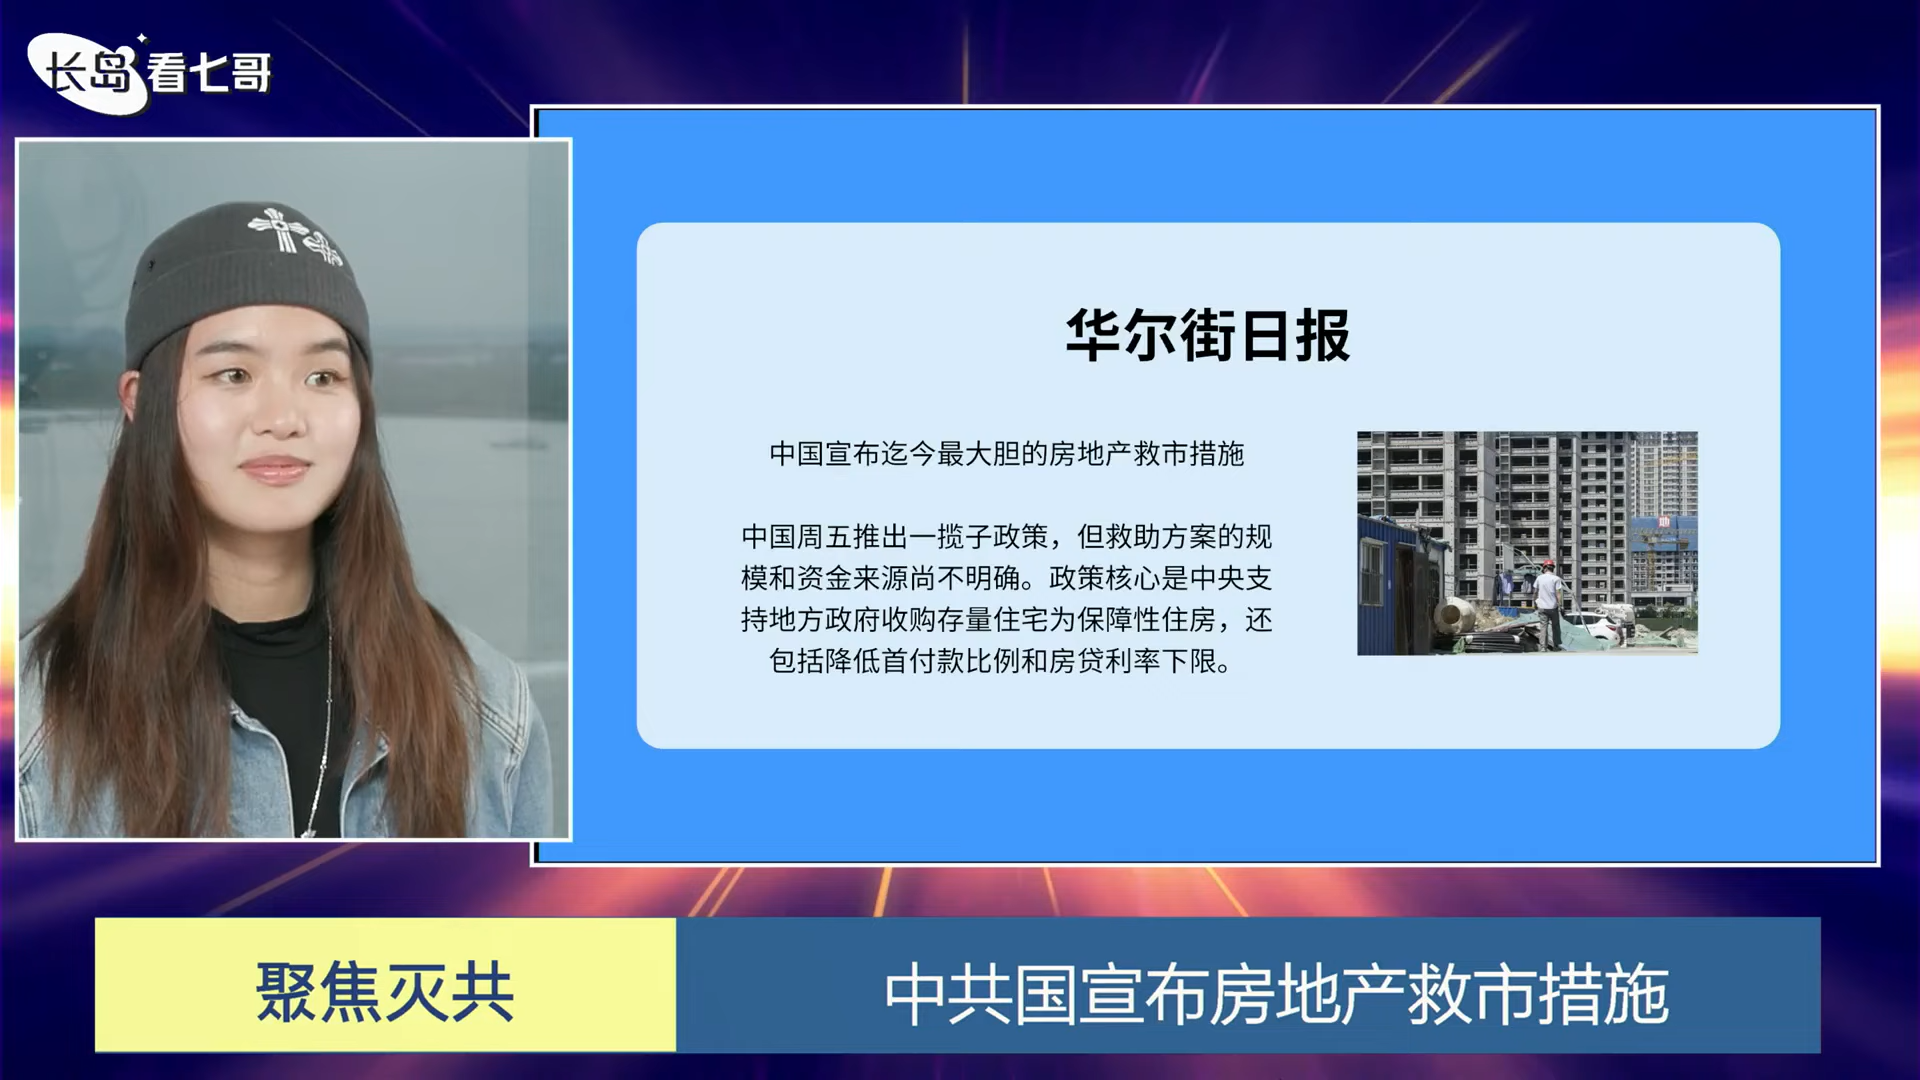 长岛看七哥
华尔街日报
中国宣布迄今最大胆的房地产救市措施
中国周五推出一揽子政策，但救助方案的规
模和资金来源尚不明确。政策核心是中央支
持地方政府收购存量住宅为保障性住房，还
包括降低首付款比例和房贷利率下限。
聚焦灭共
中共国宣布房地产救市措施